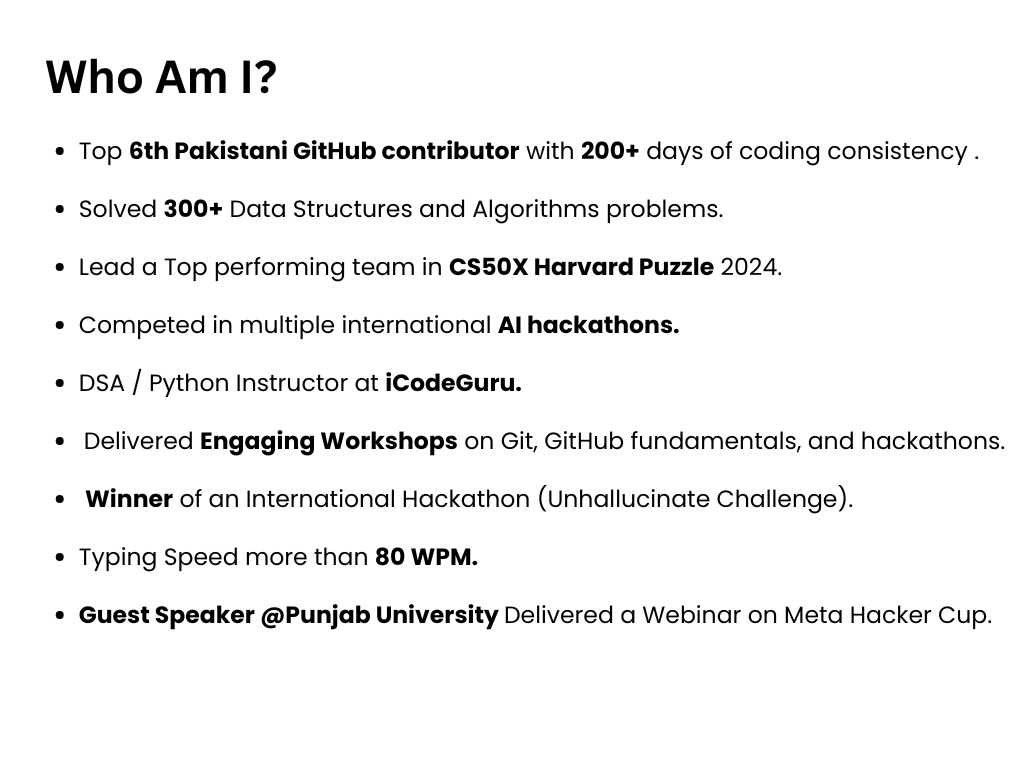 Who Am I?
• Top 6th Pakistani GitHub contributor with 200+ days of coding consistency .
• Solved 300+ Data Structures and Algorithms problems.
• Lead a Top performing team in CS50X Harvard Puzzle 2024.
• Competed in multiple international AI hackathons.
• DSA / Python Instructor at iCodeGuru.
• Delivered Engaging Workshops on Git, GitHub fundamentals, and hackathons.
• Winner of an International Hackathon (Unhallucinate Challenge).
• Typing Speed more than 80 WPM.
• Guest Speaker @Punjab University Delivered a Webinar on Meta Hacker Cup.